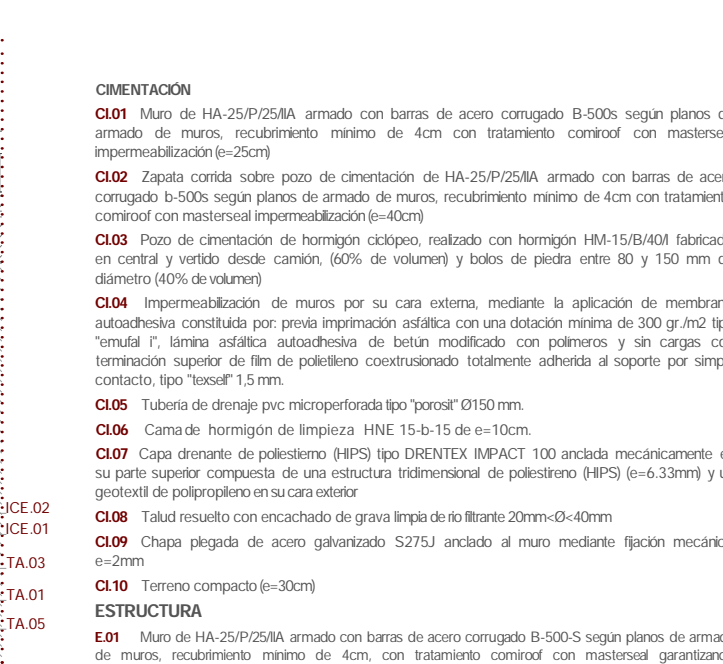 CIMENTACIÓN
CI.01 Muro de HA-25/P/25/IIA armado con barras de acero corrugado B-500s según planos
armado de muros, recubrimiento mínimo de 4cm con tratamiento comiroof con
impermeabilización (e=25cm)
CI.02 Zapata corrida sobre pozo de cimentación de HA-25/P/25/IIA armado con barras de
corrugado b-500s según planos de armado de muros, recubrimiento mínimo de 4cm con
comiroof con masterseal impermeabilización (e=40cm)
CI.03 Pozo de cimentación de hormigón ciclópeo, realizado con hormigón HM-15/B/40/I
en central y vertido desde camión, (60% de volumen) y bolos de piedra entre 80 y 150 mm
diámetro (40% de volumen)
CI.04 Impermeabilización de muros por su cara externa, mediante la aplicación de
autoadhesiva constituida por: previa imprimación asfáltica con una dotación mínima de 300 gr./m2
"emufal i", lámina asfáltica autoadhesiva de betún modificado con polímeros y sin cargas
terminación superior de film de polietileno coextrusionado totalmente adherida al soporte por
contacto, tipo "texself" 1,5 mm.
CI.05 Tubería de drenaje pvc microperforada tipo "porosit" Ø150 mm.
CI.06 Cama de hormigón de limpieza HNE 15-b-15 de e=10cm.
CI.07 Capa drenante de poliestierno (HIPS) tipo DRENTEX IMPACT 100 anclada mecánicamente
su parte superior compuesta de una estructura tridimensional de poliestireno (HIPS) (e=6.33mm) y
geotextil de polipropileno en su cara exterior
ICE.02
CI.08 Talud resuelto con encachado de grava limpia de rio filtrante 20mm<Ø<40mm
ICE.01
CI.09 Chapa plegada de acero galvanizado S275J anclado al muro mediante fijación
TA.03
e=2mm
CI.10 Terreno compacto (e=30cm)
TA.01
ESTRUCTURA
TA.05
E.01 Muro de HA-25/P/25/IIA armado con barras de acero corrugado B-500-S según planos de
de muros, recubrimiento mínimo de 4cm, con tratamiento comiroof con masterseal